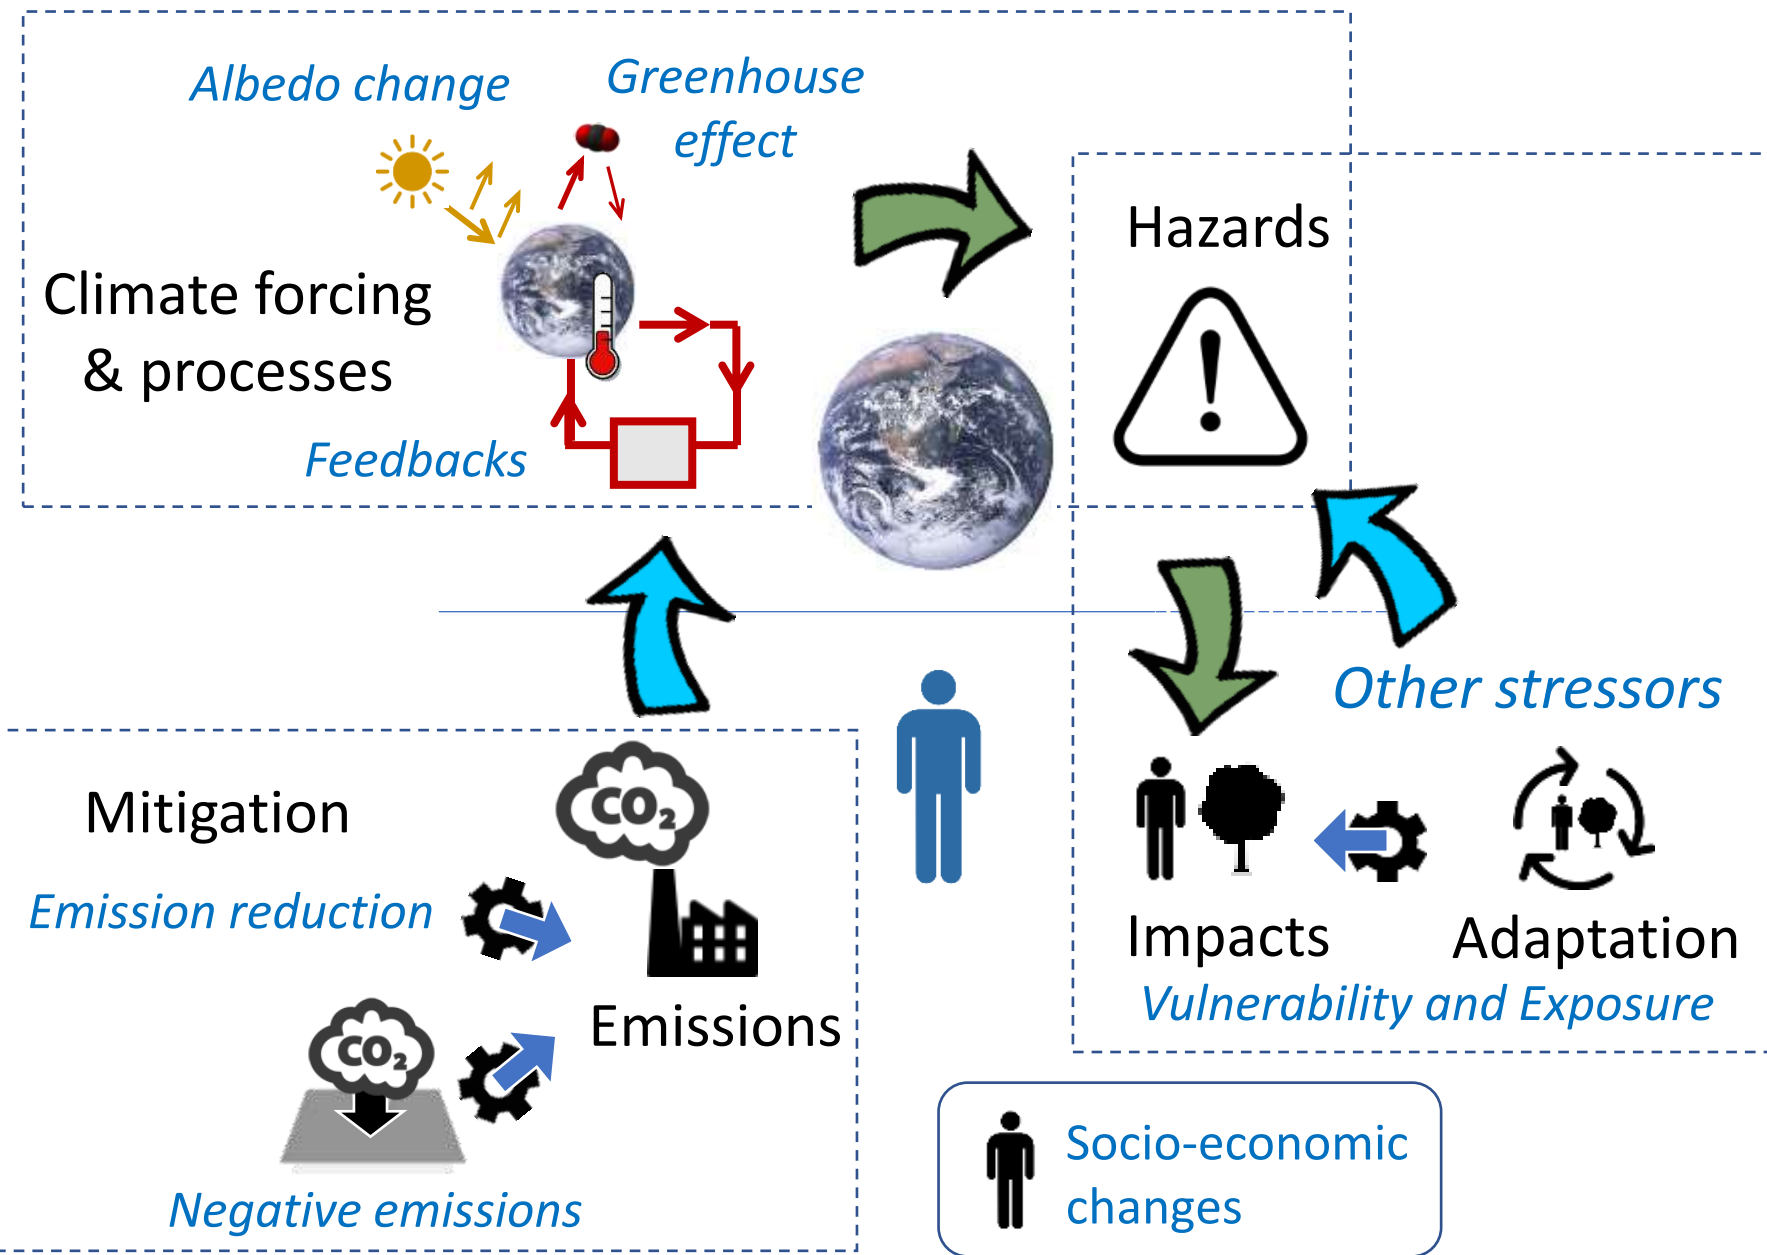 Albedo change
Greenhouse
effect
Climate forcing
& processes
Feedbacks
Hazards
Other stressors
Mitigation
CO₂
Emission reduction
Emissions
CO₂
Negative emissions
Impacts
Adaptation
Vulnerability and Exposure
Socio-economic
changes